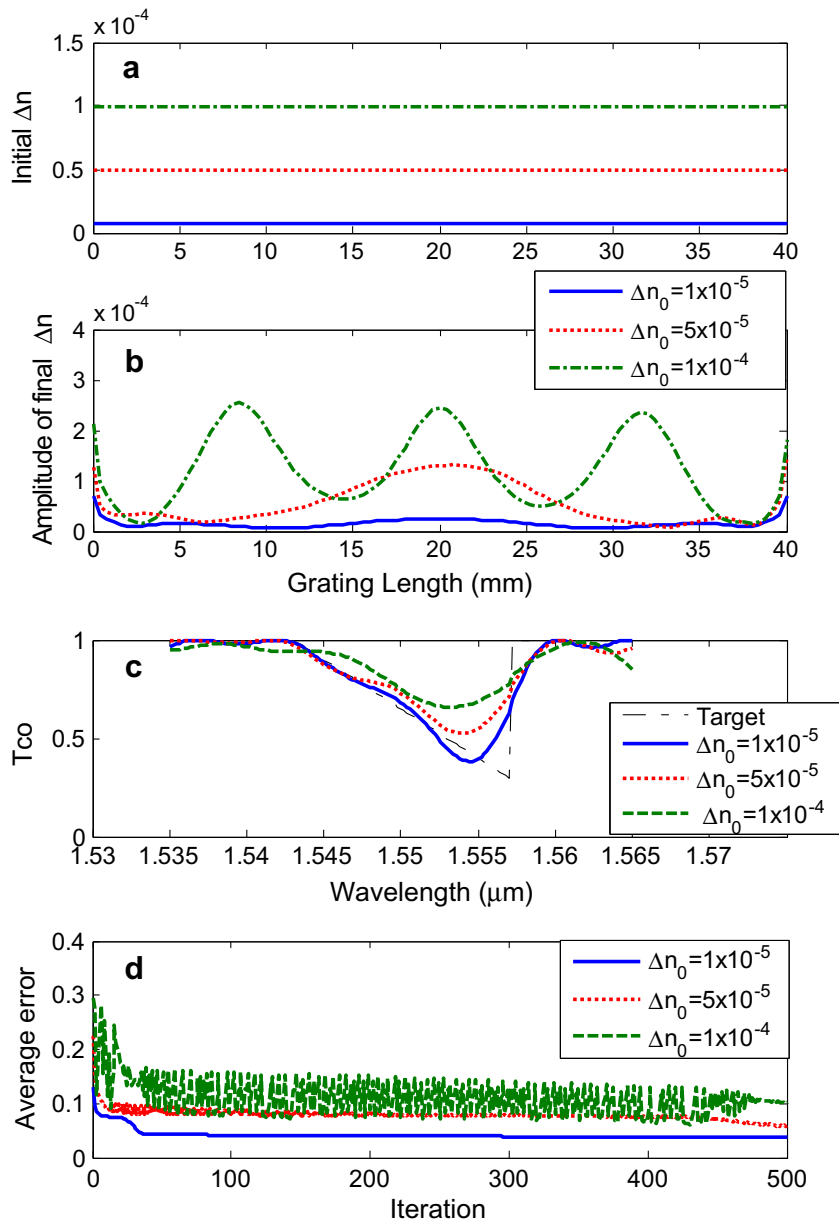 x 10⁻⁴
1.5
1
0.5
0
Initial Δn
a
0 5 10 15 20 25 30 35 40
x 10⁻⁴
Δn₀=1x10⁻⁵
Δn₀=5x10⁻⁵
Δn₀=1x10⁻⁴
4
3
2
1
0
Amplitude of final Δn
b
0 5 10 15 20 25 30 35 40
Grating Length (mm)
1
0.5
0
Tco
c
Target
Δn₀=1x10⁻⁵
Δn₀=5x10⁻⁵
Δn₀=1x10⁻⁴
1.53 1.535 1.54 1.545 1.55 1.555 1.56 1.565 1.57
Wavelength (μm)
0.4
0.3
0.2
0.1
0
Average error
d
Δn₀=1x10⁻⁵
Δn₀=5x10⁻⁵
Δn₀=1x10⁻⁴
0 100 200 300 400 500
Iteration